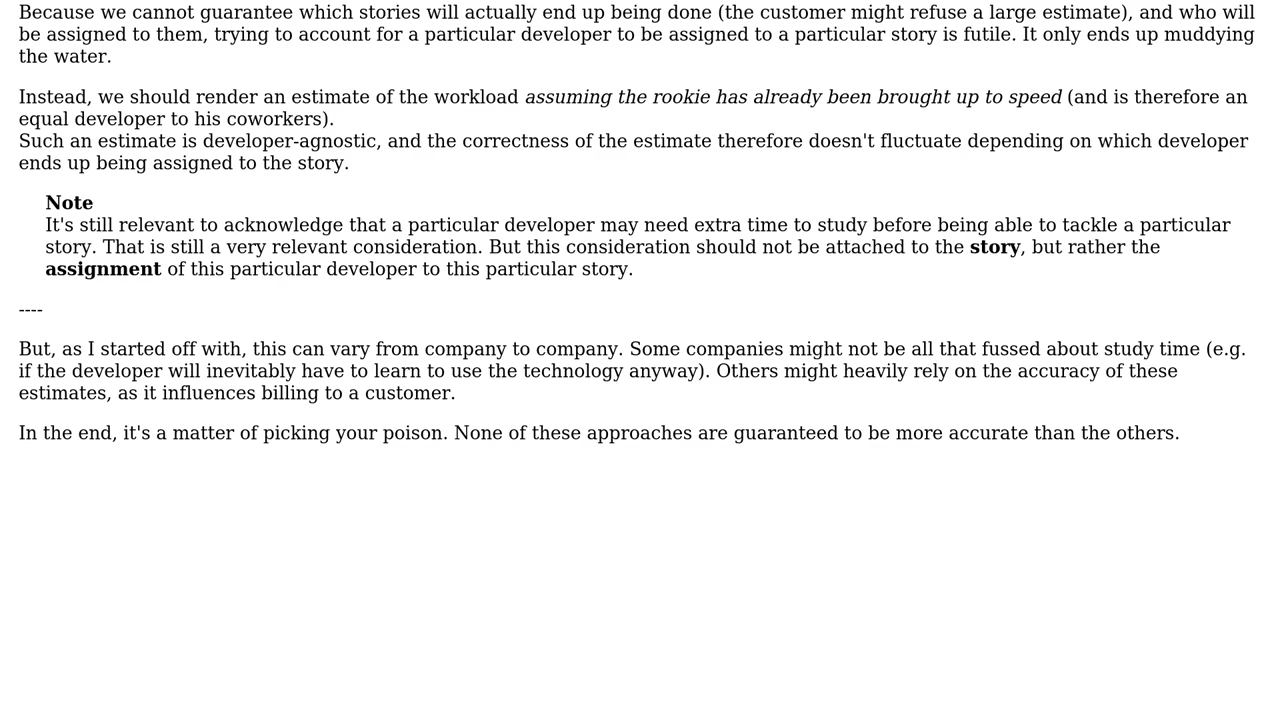 Because we cannot guarantee which stories will actually end up being done (the customer might refuse a large estimate), and who will
be assigned to them, trying to account for a particular developer to be assigned to a particular story is futile. It only ends up muddying
the water.
Instead, we should render an estimate of the workload assuming the rookie has already been brought up to speed (and is therefore an
equal developer to his coworkers).
Such an estimate is developer-agnostic, and the correctness of the estimate therefore doesn't fluctuate depending on which developer
ends up being assigned to the story.
Note
It's still relevant to acknowledge that a particular developer may need extra time to study before being able to tackle a particular
story. That is still a very relevant consideration. But this consideration should not be attached to the story, but rather the
assignment of this particular developer to this particular story.
----
But, as I started off with, this can vary from company to company. Some companies might not be all that fussed about study time (e.g.
if the developer will inevitably have to learn to use the technology anyway). Others might heavily rely on the accuracy of these
estimates, as it influences billing to a customer.
In the end, it's a matter of picking your poison. None of these approaches are guaranteed to be more accurate than the others.